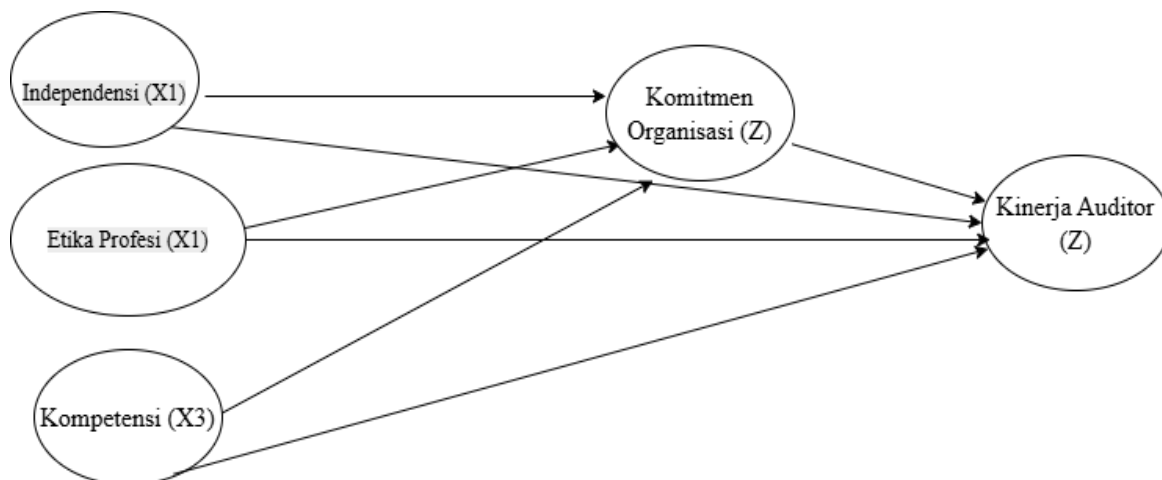 Independensi (X1)
Komitmen
Organisasi (Z)
Etika Profesi (X1)
Kinerja Auditor
(Z)
Kompetensi (X3)